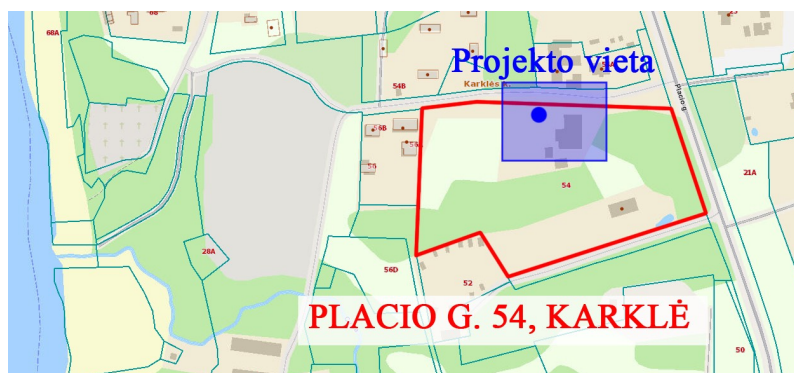 68A
68
Projekto vieta
Karklės k.
54B
Placio g.
56B
56
54
21A
28A
56D
52
PLACIO G. 54, KARKLĖ
50